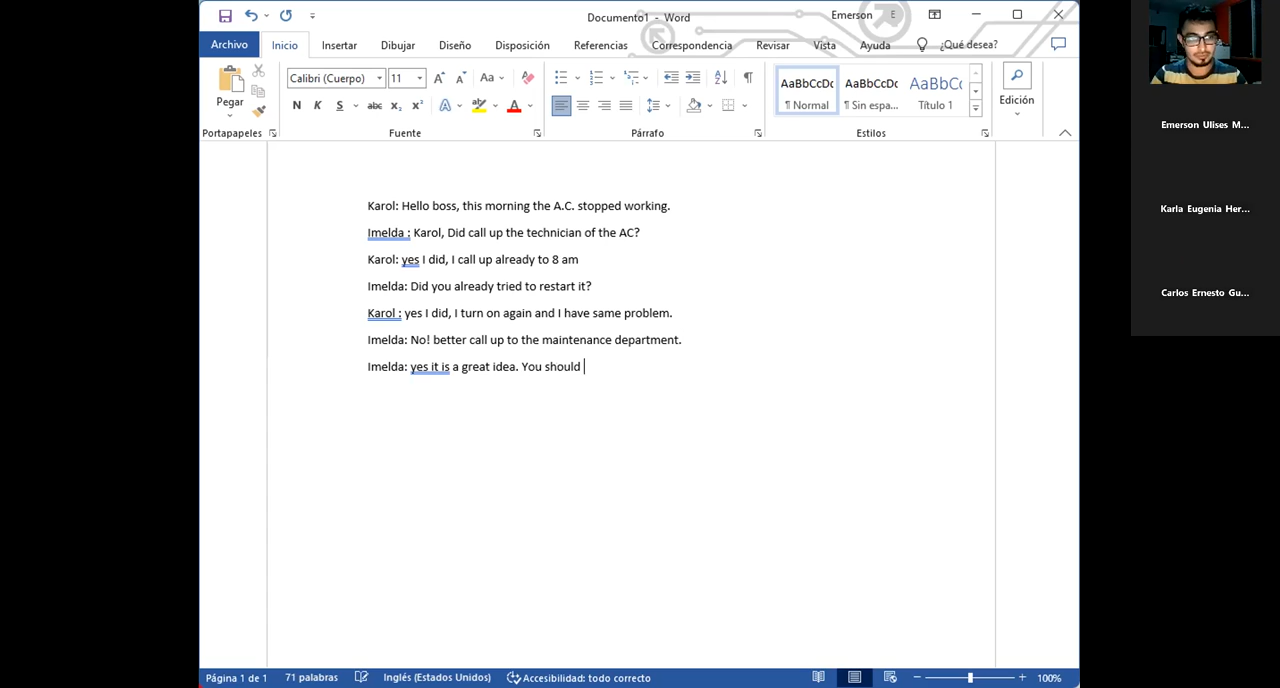 Documento1 - Word
Emerson E
Archivo Inicio Insertar Dibujar Diseño Disposición Referencias Correspondencia Revisar Vista Ayuda ¿Qué desea?
Pegar
Calibri (Cuerpo) 11
Aa
N K S abc x₂ x² A A
AaBbCcDc AaBbCcDc AaBbCc
¶ Normal ¶ Sin espa... Título 1
Edición
Portapapeles Fuente Párrafo Estilos
Karol: Hello boss, this morning the A.C. stopped working.
Imelda : Karol, Did call up the technician of the AC?
Karol: yes I did, I call up already to 8 am
Imelda: Did you already tried to restart it?
Karol : yes I did, I turn on again and I have same problem.
Imelda: No! better call up to the maintenance department.
Imelda: yes it is a great idea. You should
Página 1 de 1 71 palabras Inglés (Estados Unidos) Accesibilidad: todo correcto 100%
Emerson Ulises M...
Karla Eugenia Her...
Carlos Ernesto Gu...